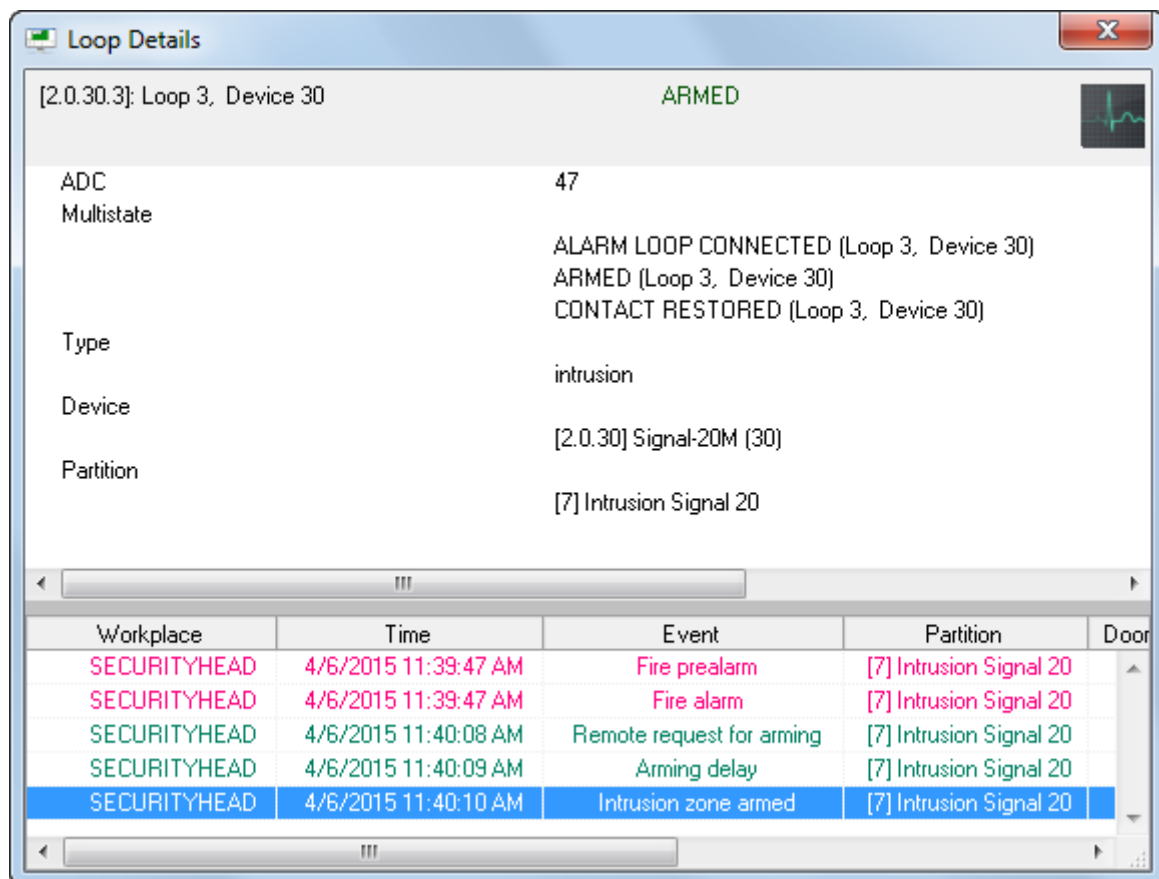 Loop Details
[2.0.30.3]: Loop 3, Device 30 ARMED
ADC 47
Multistate
ALARM LOOP CONNECTED (Loop 3, Device 30)
ARMED (Loop 3, Device 30)
CONTACT RESTORED (Loop 3, Device 30)
Type
intrusion
Device
[2.0.30] Signal-20M (30)
Partition
[7] Intrusion Signal 20
Workplace Time Event Partition Door
SECURITYHEAD 4/6/2015 11:39:47 AM Fire prealarm [7] Intrusion Signal 20
SECURITYHEAD 4/6/2015 11:39:47 AM Fire alarm [7] Intrusion Signal 20
SECURITYHEAD 4/6/2015 11:40:08 AM Remote request for arming [7] Intrusion Signal 20
SECURITYHEAD 4/6/2015 11:40:09 AM Arming delay [7] Intrusion Signal 20
SECURITYHEAD 4/6/2015 11:40:10 AM Intrusion zone armed [7] Intrusion Signal 20